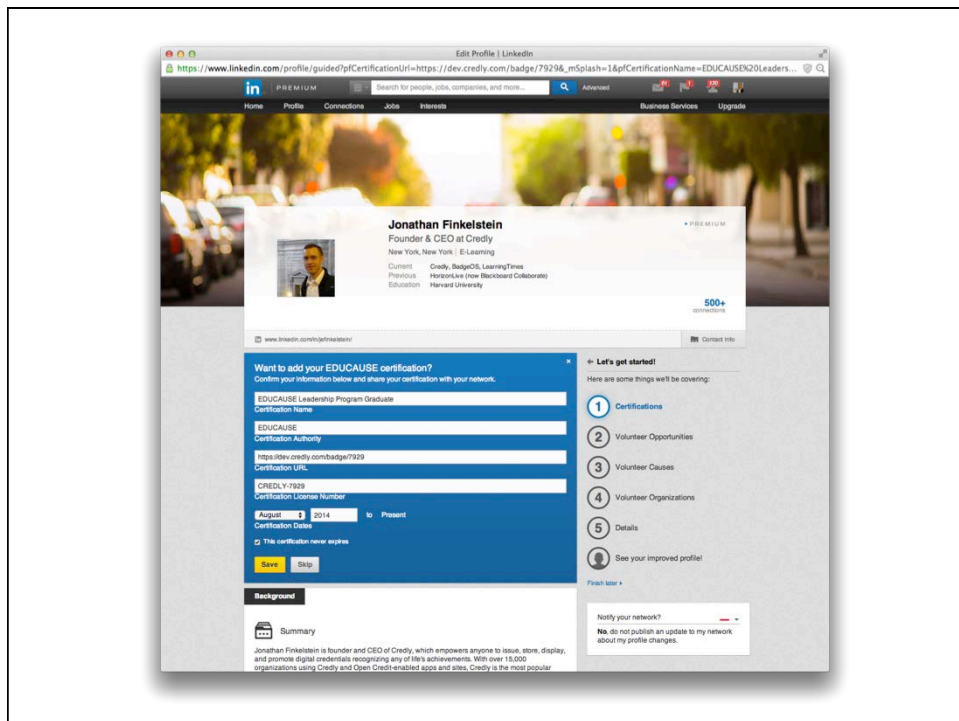 Edit Profile | LinkedIn
https://www.linkedin.com/profile/guided?pfCertificationUrl=https://dev.credly.com/badge/7929&_mSplash=1&pfCertificationName=EDUCAUSE%20Leaders...
in PREMIUM Search for people, jobs, companies, and more... Advanced
Home Profile Connections Jobs Interests Business Services Upgrade
Jonathan Finkelstein
PREMIUM
Founder & CEO at Credly
New York, New York | E-Learning
Current Credly, BadgeOS, LearningTimes
Previous HorizonLive (now Blackboard Collaborate)
Education Harvard University
500+
connections
www.linkedin.com/in/jefinkelstein/ Contact Info
Want to add your EDUCAUSE certification?
Confirm your information below and share your certification with your network.
EDUCAUSE Leadership Program Graduate
Certification Name
EDUCAUSE
Certification Authority
https://dev.credly.com/badge/7929
Certification URL
CREDLY-7929
Certification License Number
August 2014 to Present
Certification Dates
This certification never expires
Save Skip
Let's get started!
Here are some things we'll be covering:
1 Certifications
2 Volunteer Opportunities
3 Volunteer Causes
4 Volunteer Organizations
5 Details
See your improved profile!
Finish later
Notify your network?
No, do not publish an update to my network
about my profile changes.
Background
Summary
Jonathan Finkelstein is founder and CEO of Credly, which empowers anyone to issue, store, display,
and promote digital credentials recognizing any of life's achievements. With over 15,000
organizations using Credly and Open Credit-enabled apps and sites, Credly is the most popular